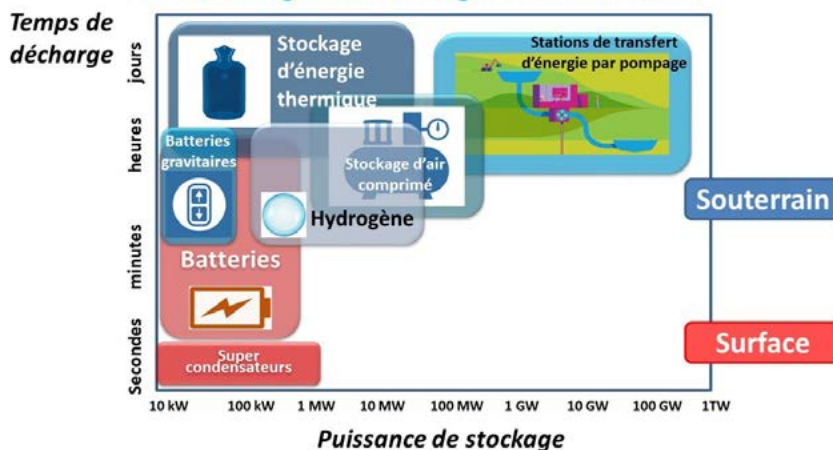 Temps de
décharge
jours
heures
minutes
Secondes
Stockage
d'énergie
thermique
Stations de transfert
d'énergie par pompage
Batteries
gravitaires
Stockage d'air
comprimé
Hydrogène
Batteries
Super
condensateurs
Souterrain
Surface
10 kW 100 kW 1 MW 10 MW 100 MW 1 GW 10 GW 100 GW 1TW
Puissance de stockage